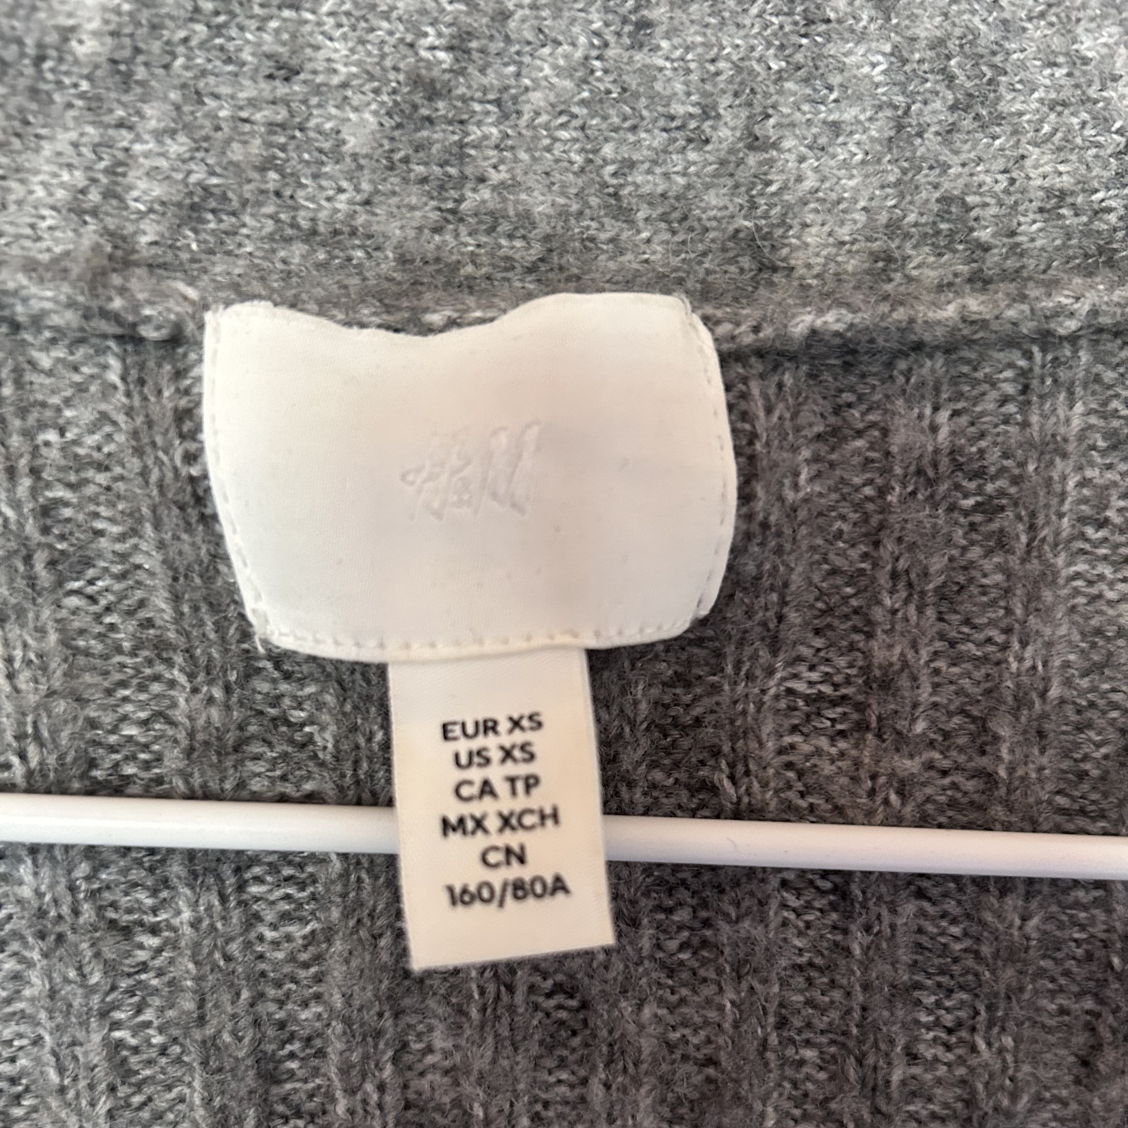 H&M
EUR XS
US XS
CA TP
MX XCH
CN
160/80A